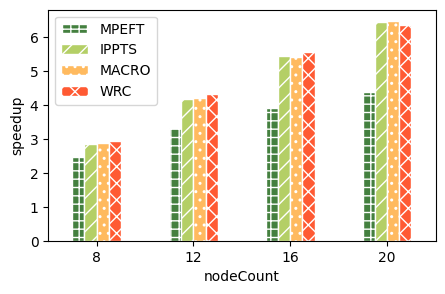 MPEFT
IPPTS
MACRO
WRC
6
5
4
3
2
1
0
speedup
8 12 16 20
nodeCount